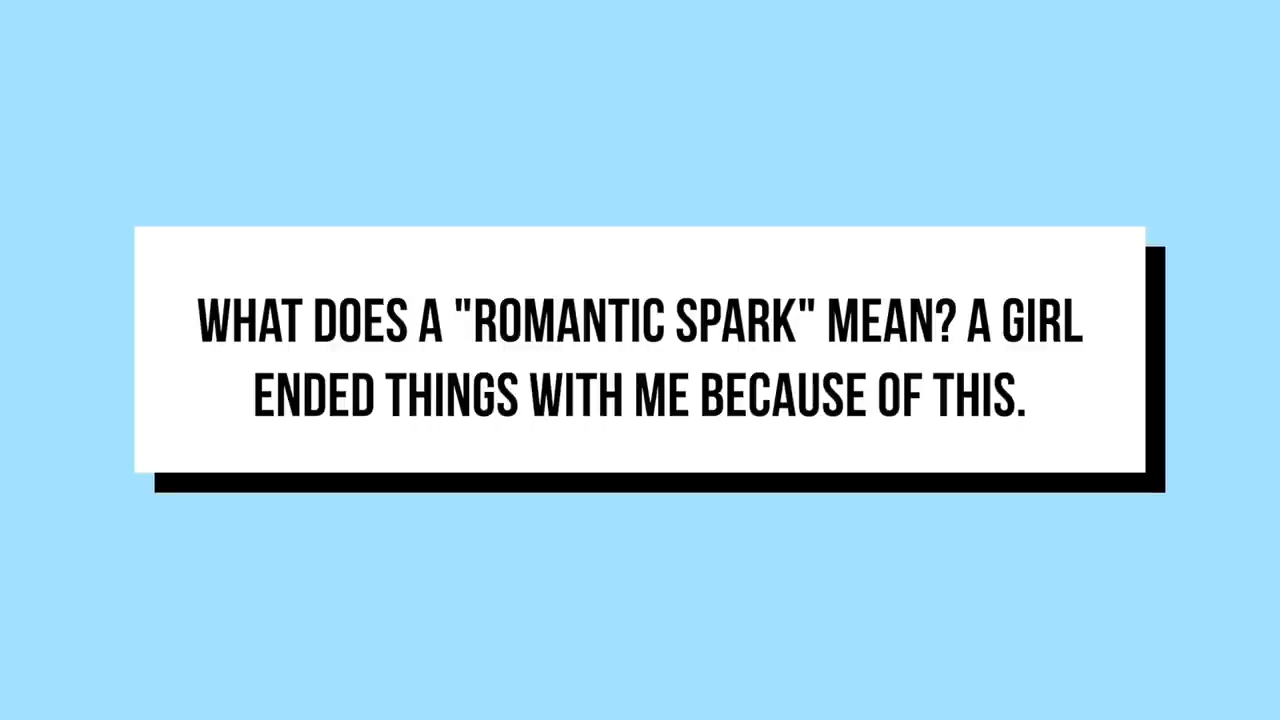 WHAT DOES A "ROMANTIC SPARK" MEAN? A GIRL
ENDED THINGS WITH ME BECAUSE OF THIS.